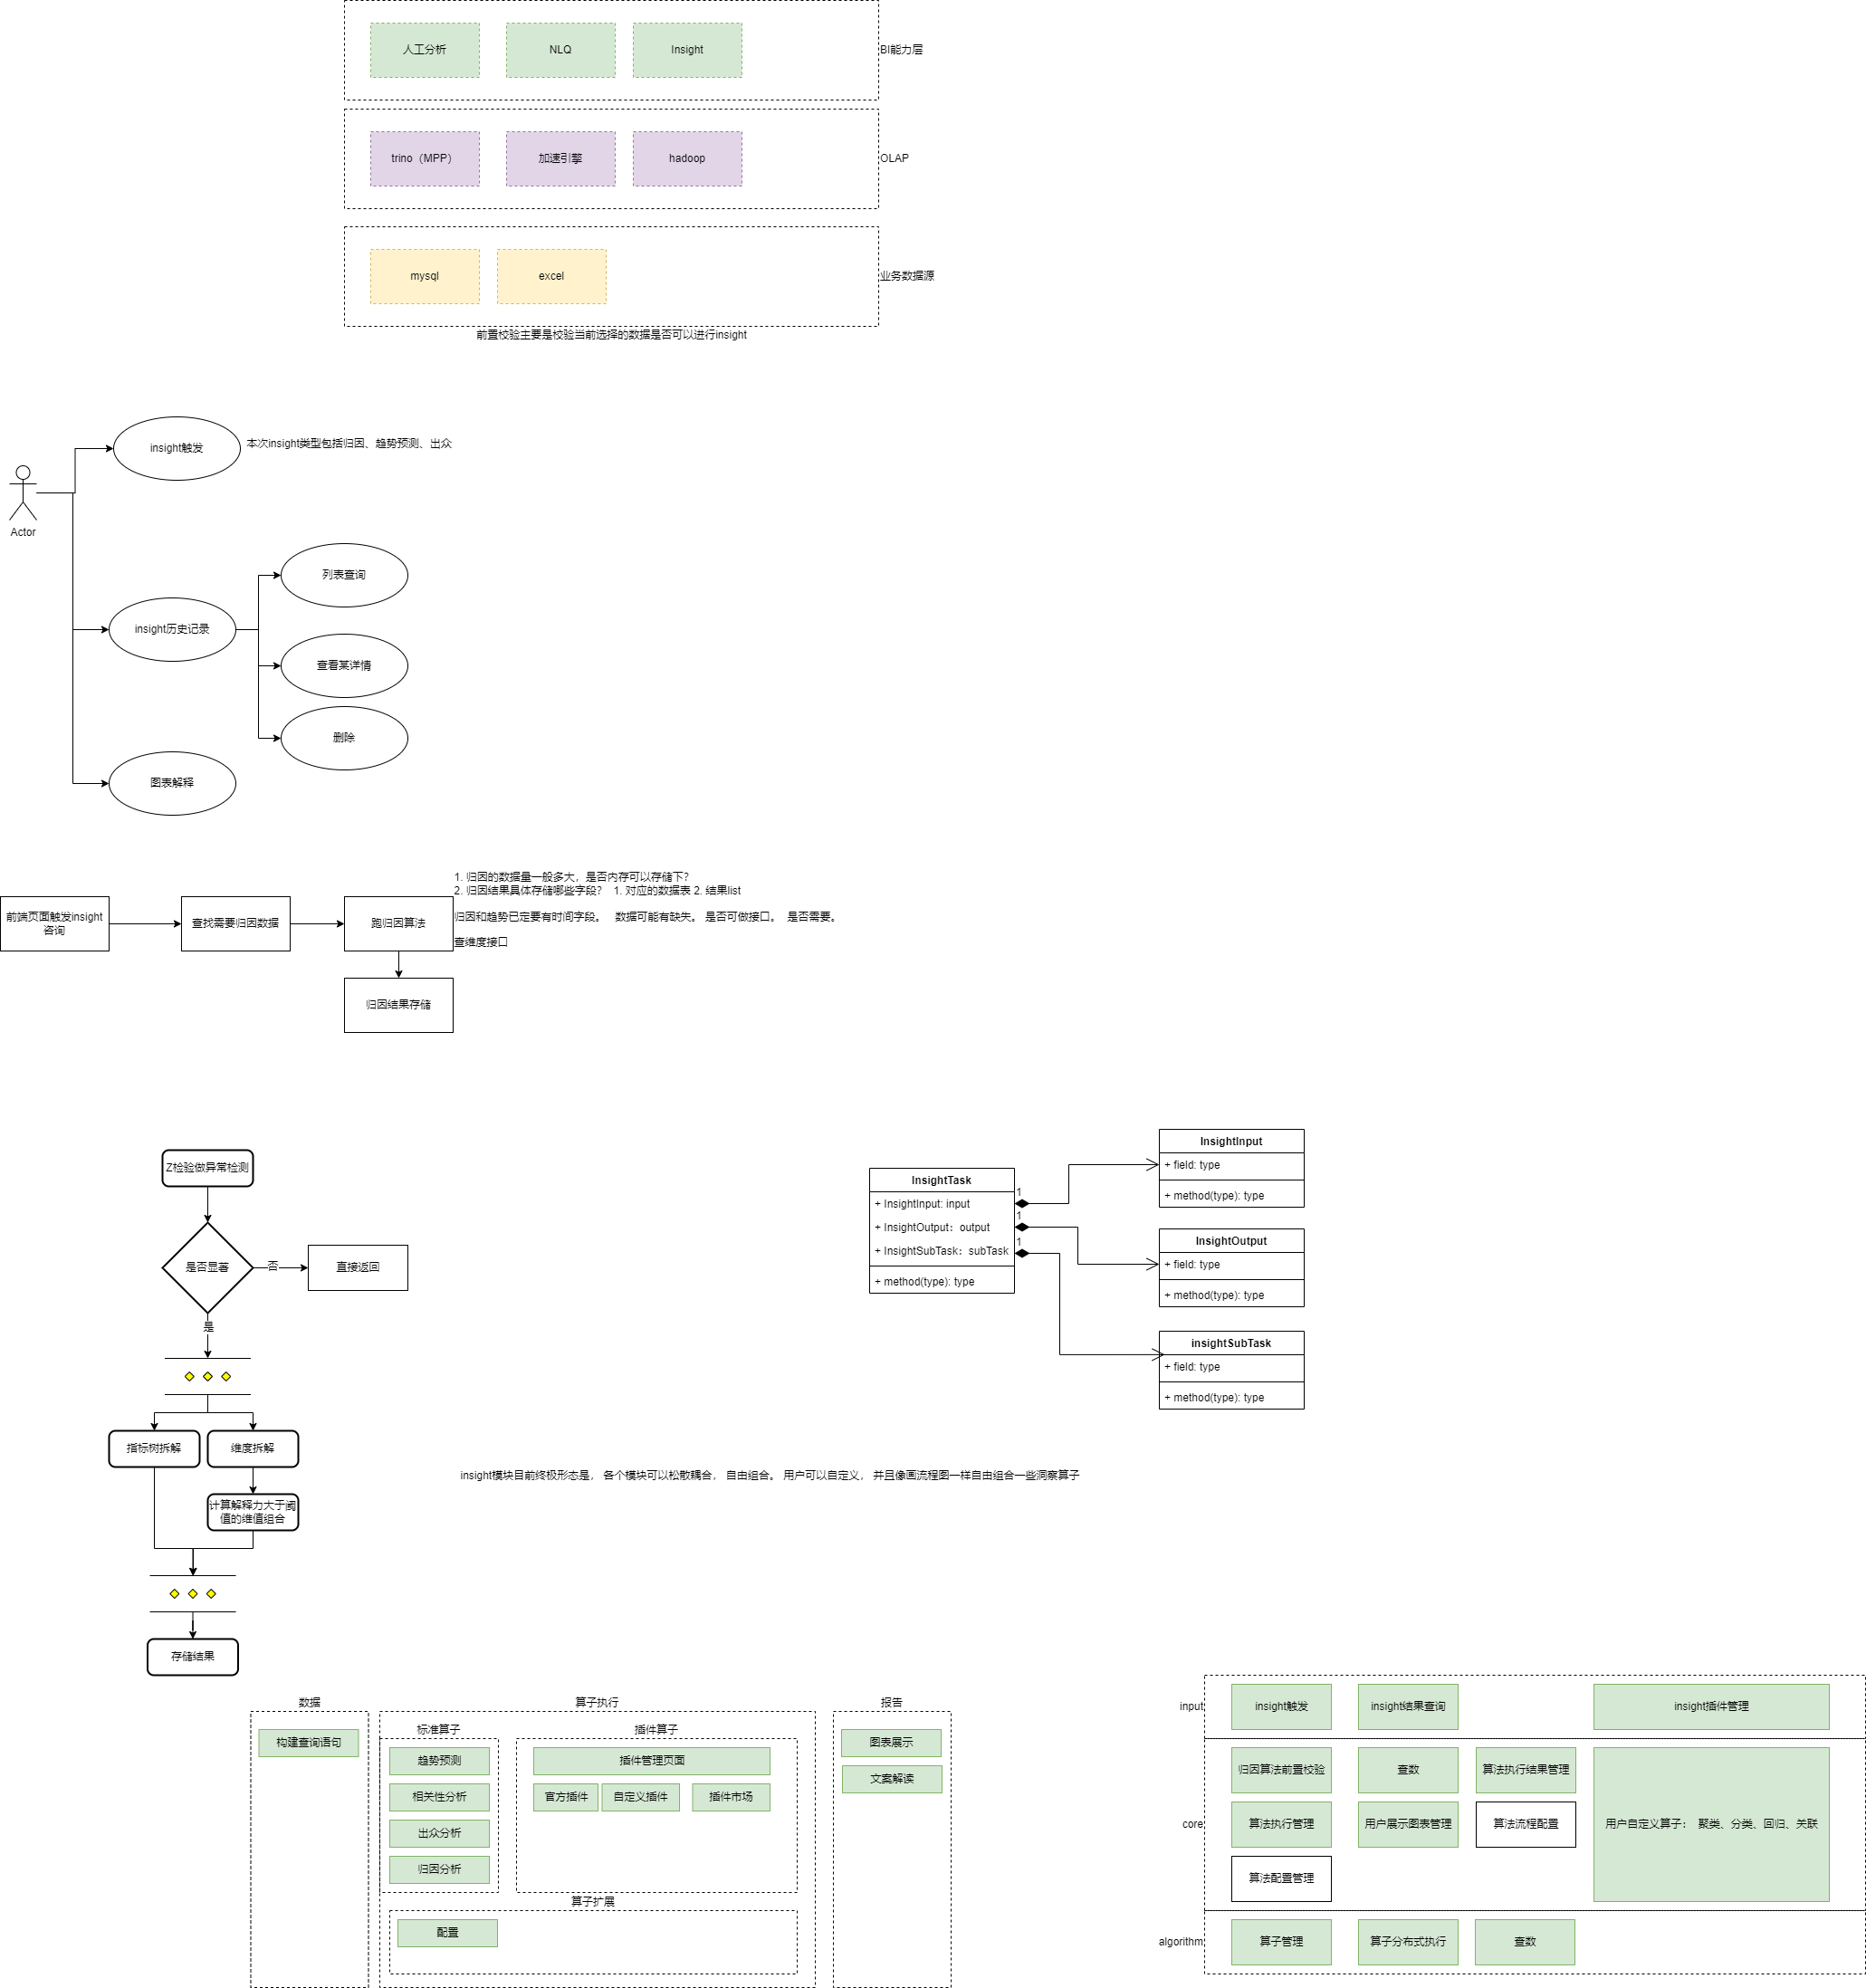 人工分析
NLQ
Insight
BI能力层
trino（MPP）
加速引擎
hadoop
OLAP
mysql
excel
业务数据源
前置校验主要是校验当前选择的数据是否可以进行insight
insight触发
本次insight类型包括归因、趋势预测、出众
Actor
列表查询
insight历史记录
查看某详情
删除
图表解释
1. 归因的数据量一般多大，是否内存可以存储下？
2. 归因结果具体存储哪些字段？ 1. 对应的数据表 2. 结果list
归因和趋势已定要有时间字段。 数据可能有缺失。 是否可做接口。 是否需要。
查维度接口
前端页面触发insight
咨询
查找需要归因数据
跑归因算法
归因结果存储
Z检验做异常检测
是否显著
否
直接返回
是
指标树拆解
维度拆解
计算解释力大于阈
值的维值组合
存储结果
InsightTask
+ InsightInput: input
+ InsightOutput：output
+ InsightSubTask：subTask
+ method(type): type
1
1
1
InsightInput
+ field: type
+ method(type): type
InsightOutput
+ field: type
+ method(type): type
insightSubTask
+ field: type
+ method(type): type
insight模块目前终极形态是， 各个模块可以松散耦合， 自由组合。 用户可以自定义， 并且像画流程图一样自由组合一些洞察算子
数据
构建查询语句
算子执行
标准算子
趋势预测
相关性分析
出众分析
归因分析
插件算子
插件管理页面
官方插件
自定义插件
插件市场
算子扩展
配置
报告
图表展示
文案解读
input
insight触发
insight结果查询
insight插件管理
core
归因算法前置校验
查数
算法执行结果管理
算法执行管理
用户展示图表管理
算法流程配置
用户自定义算子： 聚类、分类、回归、关联
算法配置管理
algorithm
算子管理
算子分布式执行
查数